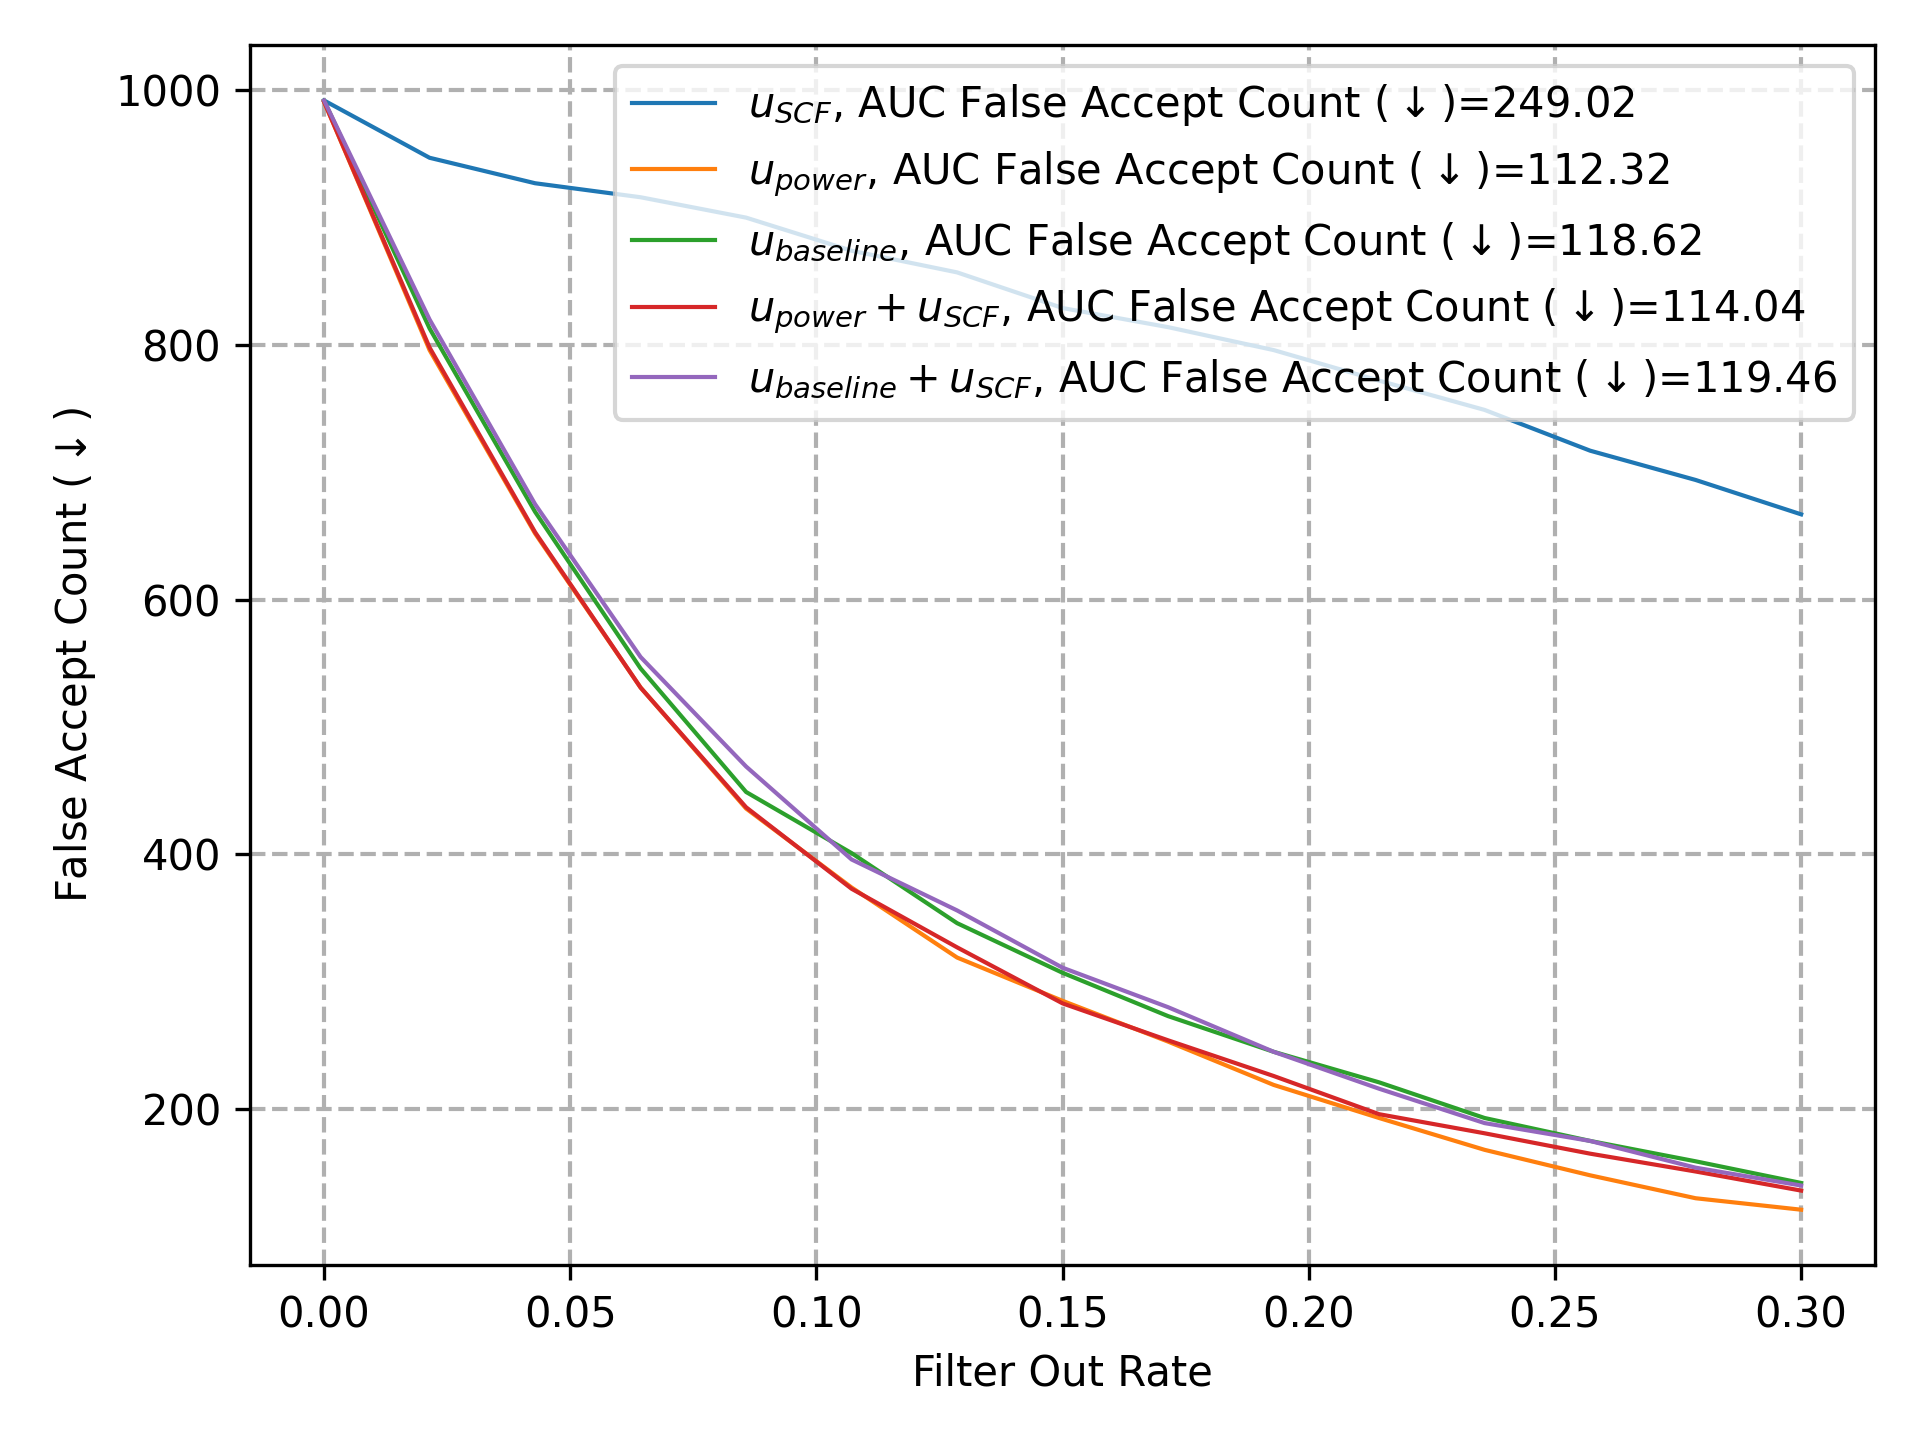 1000
800
600
400
200
False Accept Count (↓)
u_SCF, AUC False Accept Count (↓)=249.02
u_power, AUC False Accept Count (↓)=112.32
u_baseline, AUC False Accept Count (↓)=118.62
u_power + u_SCF, AUC False Accept Count (↓)=114.04
u_baseline + u_SCF, AUC False Accept Count (↓)=119.46
0.00 0.05 0.10 0.15 0.20 0.25 0.30
Filter Out Rate